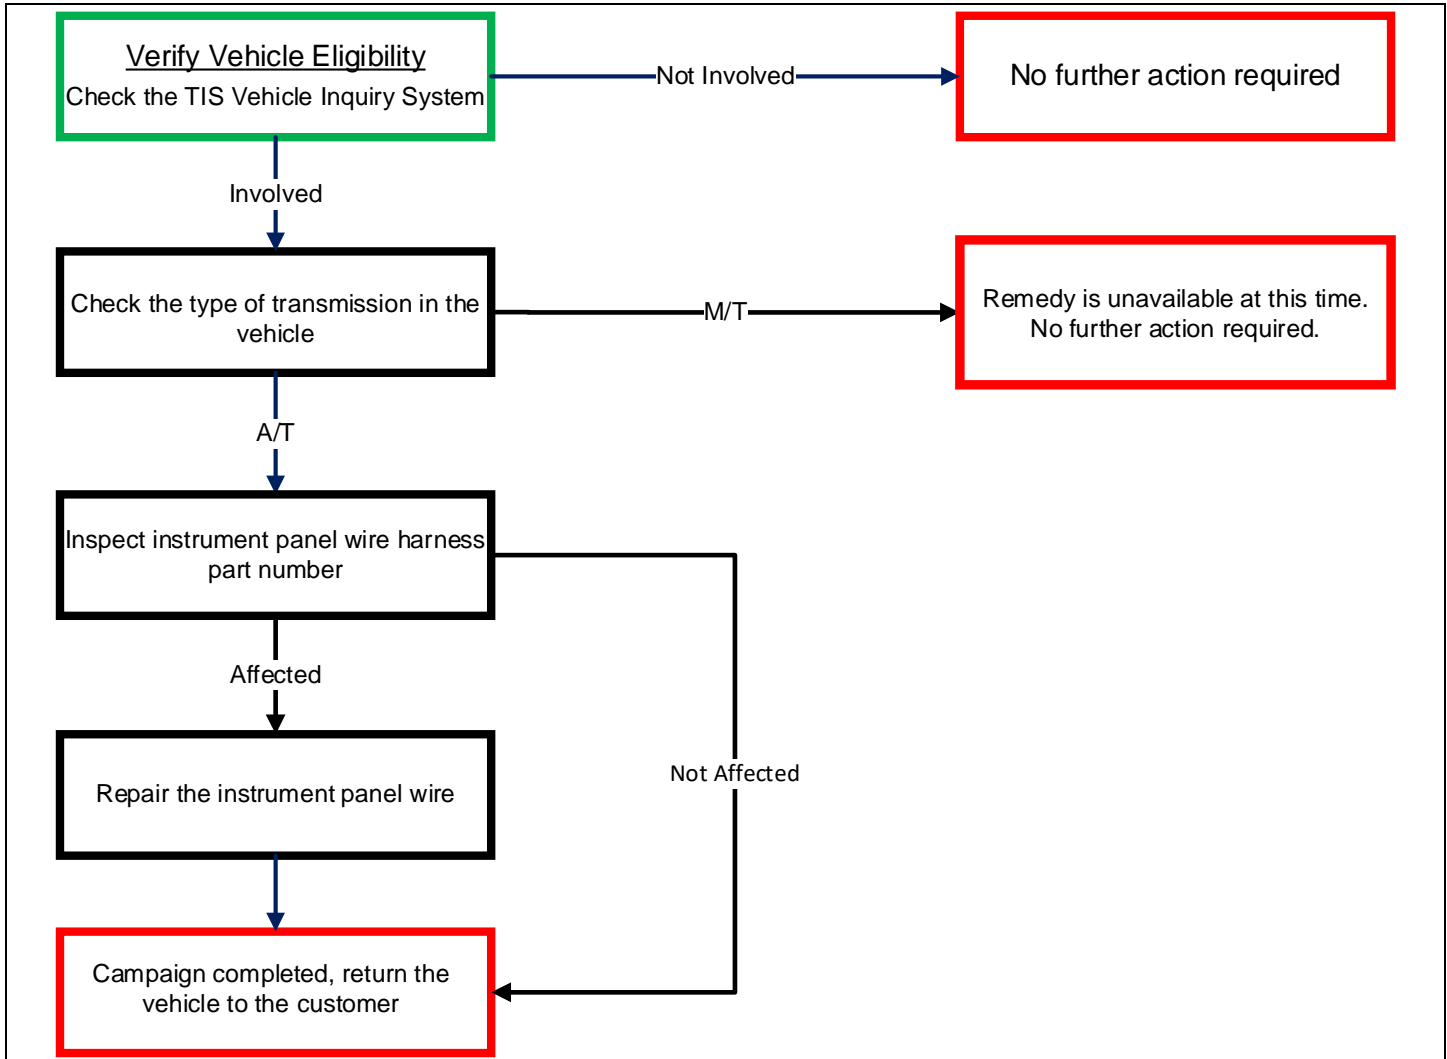 Verify Vehicle Eligibility
Check the TIS Vehicle Inquiry System
Not Involved
No further action required
Involved
Check the type of transmission in the
vehicle
M/T
Remedy is unavailable at this time.
No further action required.
A/T
Inspect instrument panel wire harness
part number
Affected
Not Affected
Repair the instrument panel wire
Campaign completed, return the
vehicle to the customer